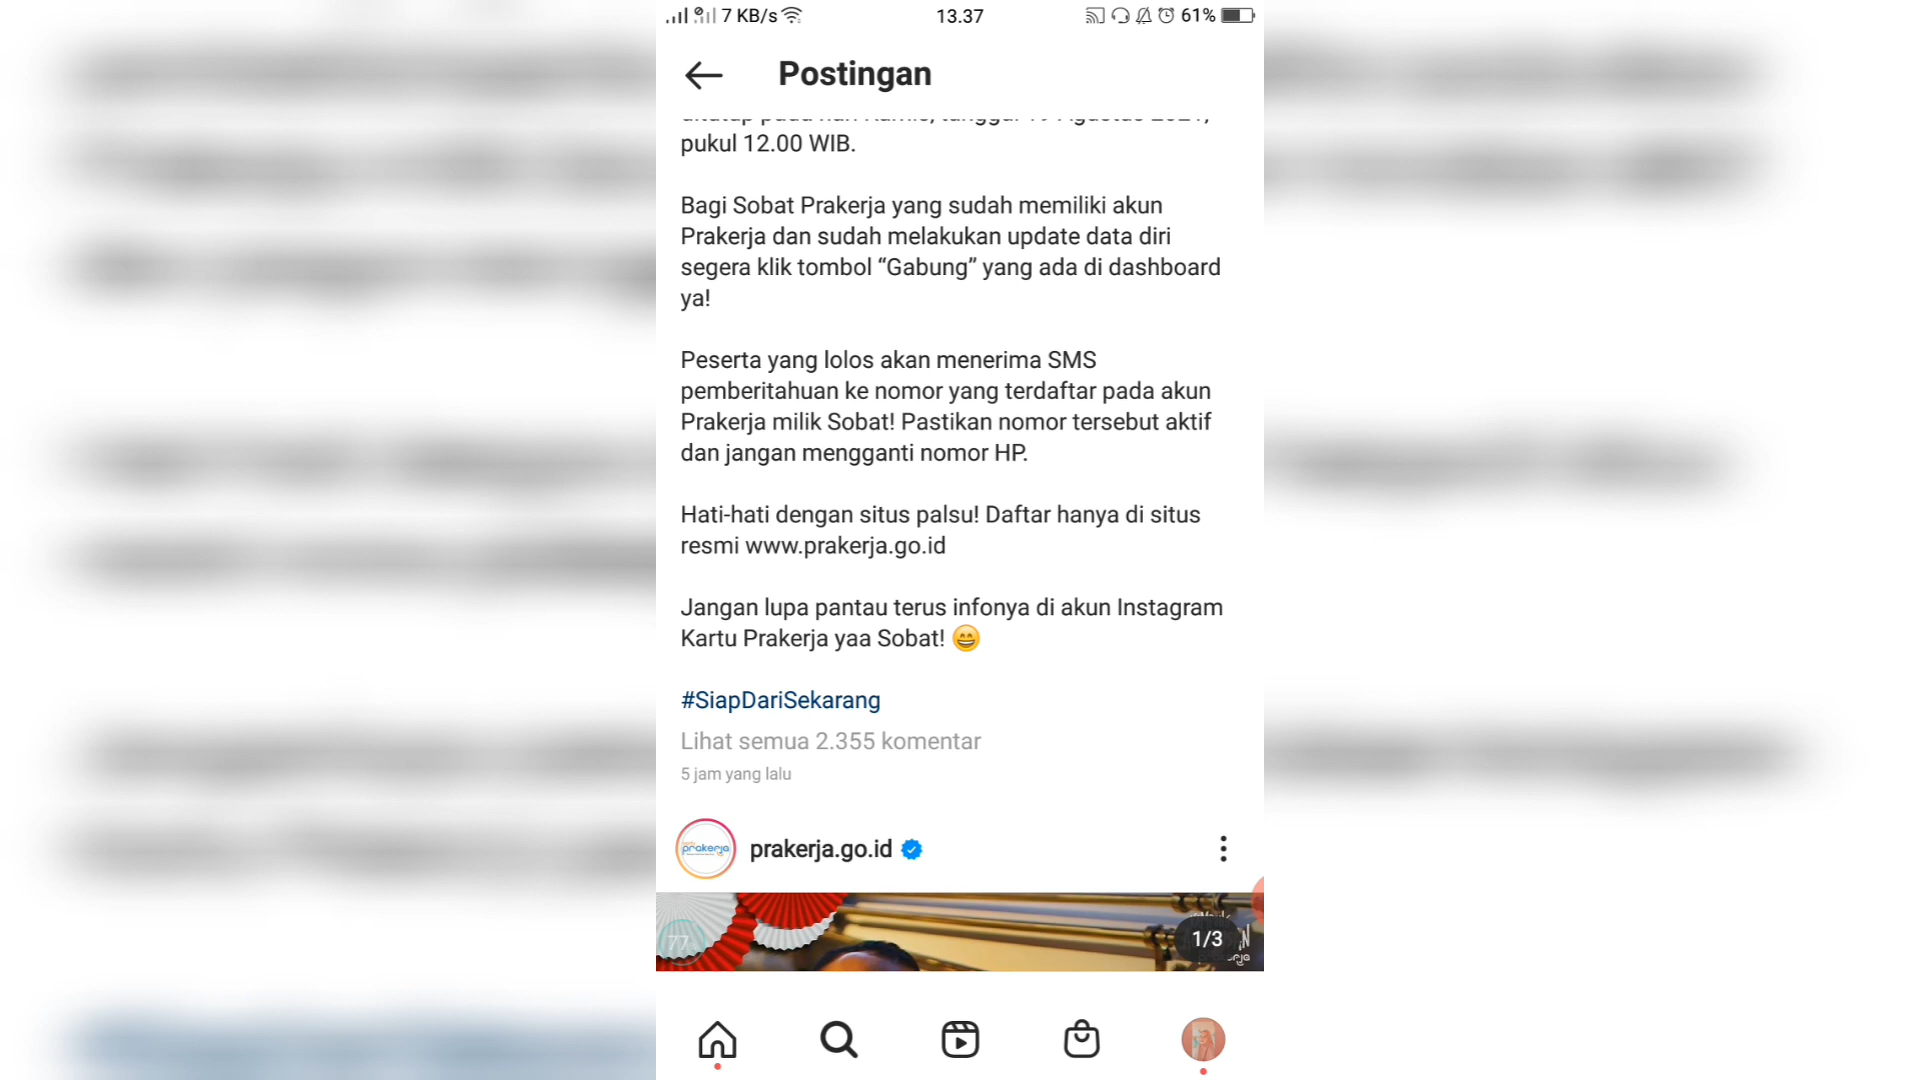 7 KB/s
13.37
61%
Postingan
pukul 12.00 WIB.
Bagi Sobat Prakerja yang sudah memiliki akun
Prakerja dan sudah melakukan update data diri
segera klik tombol “Gabung” yang ada di dashboard
ya!
Peserta yang lolos akan menerima SMS
pemberitahuan ke nomor yang terdaftar pada akun
Prakerja milik Sobat! Pastikan nomor tersebut aktif
dan jangan mengganti nomor HP.
Hati-hati dengan situs palsu! Daftar hanya di situs
resmi www.prakerja.go.id
Jangan lupa pantau terus infonya di akun Instagram
Kartu Prakerja yaa Sobat! 😄
#SiapDariSekarang
Lihat semua 2.355 komentar
5 jam yang lalu
prakerja
prakerja.go.id
77
1/3